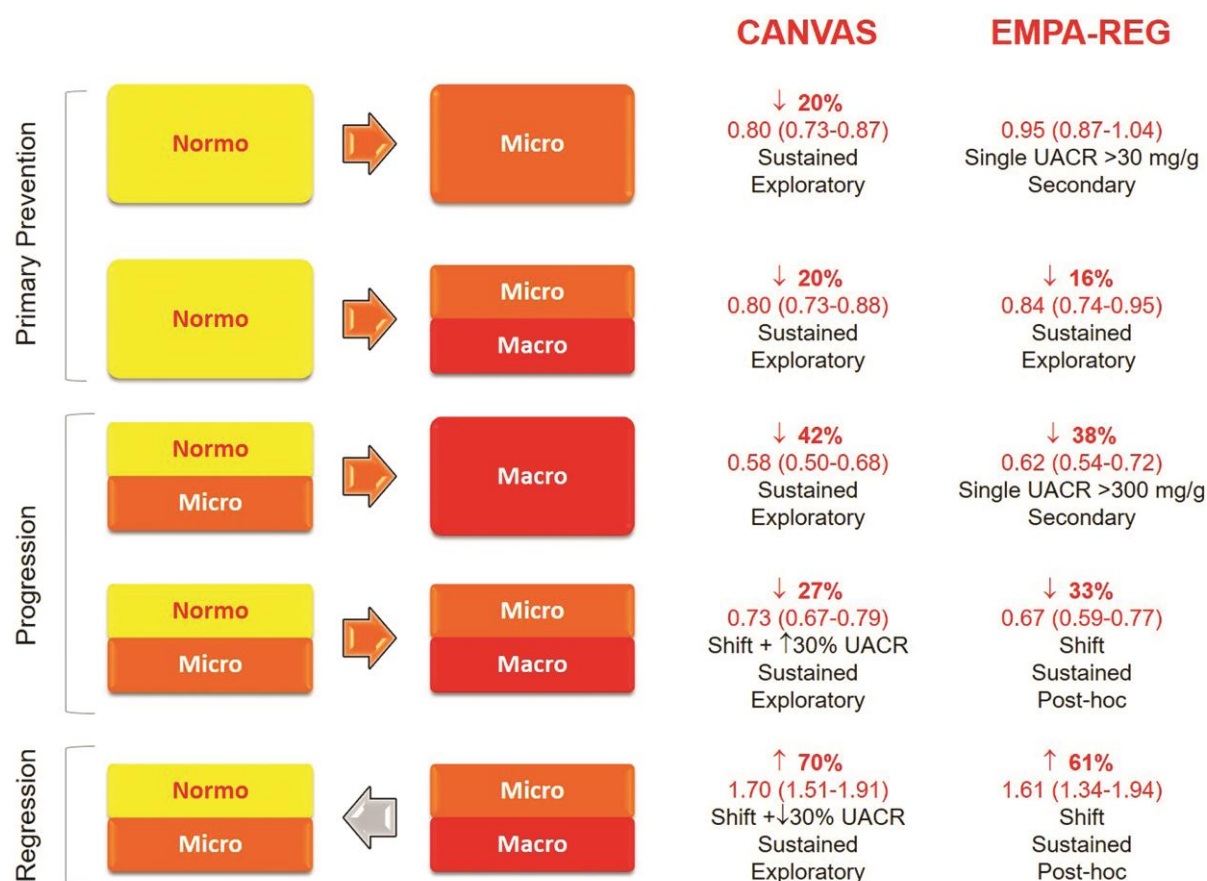 CANVAS
EMPA-REG
Primary Prevention
Normo
Micro
↓ 20%
0.80 (0.73-0.87)
Sustained
Exploratory
0.95 (0.87-1.04)
Single UACR >30 mg/g
Secondary
Normo
Micro
Macro
↓ 20%
0.80 (0.73-0.88)
Sustained
Exploratory
↓ 16%
0.84 (0.74-0.95)
Sustained
Exploratory
Progression
Normo
Micro
Macro
↓ 42%
0.58 (0.50-0.68)
Sustained
Exploratory
↓ 38%
0.62 (0.54-0.72)
Single UACR >300 mg/g
Secondary
Normo
Micro
Micro
Macro
↓ 27%
0.73 (0.67-0.79)
Shift + ↑30% UACR
Sustained
Exploratory
↓ 33%
0.67 (0.59-0.77)
Shift
Sustained
Post-hoc
Regression
Normo
Micro
Micro
Macro
↑ 70%
1.70 (1.51-1.91)
Shift +↓30% UACR
Sustained
Exploratory
↑ 61%
1.61 (1.34-1.94)
Shift
Sustained
Post-hoc